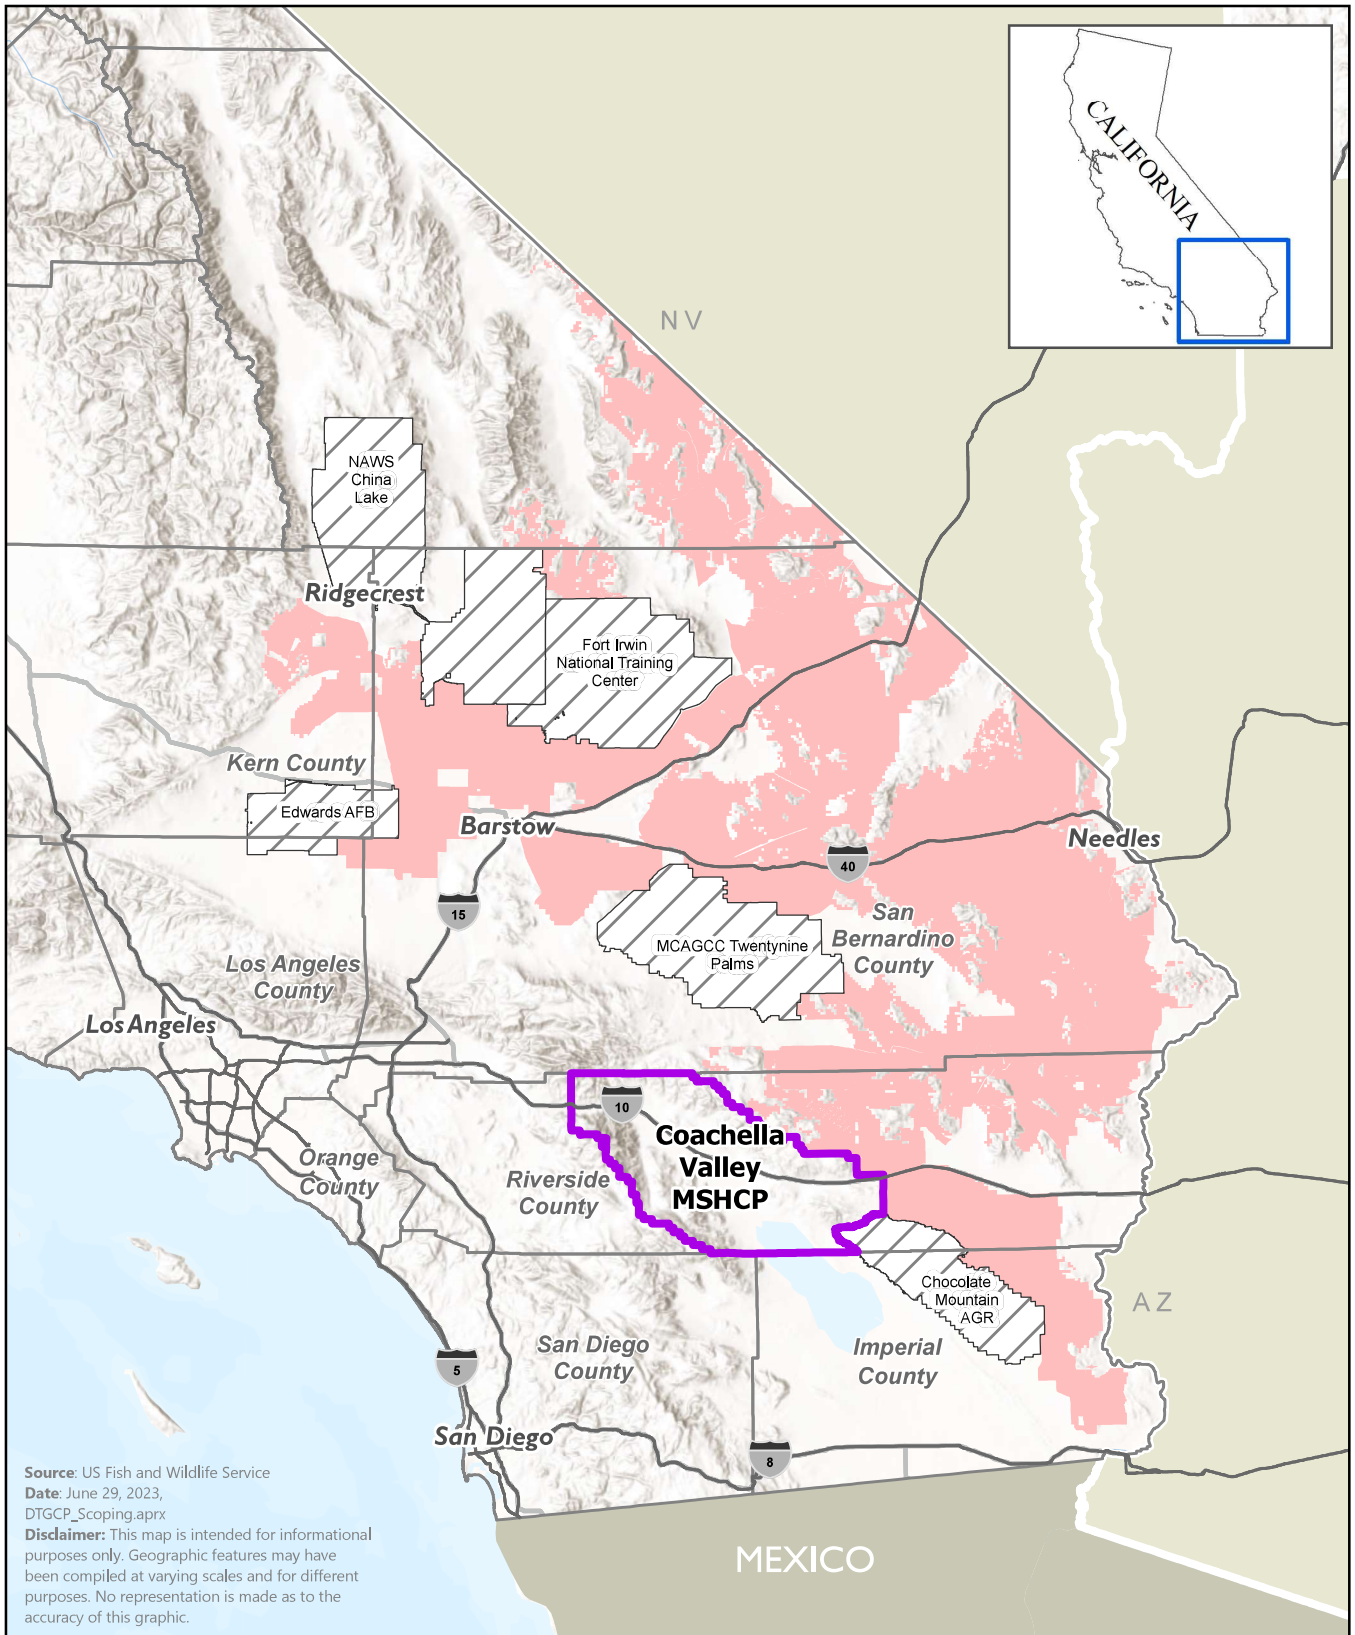 CALIFORNIA
NV
NAWS
China
Lake
Ridgecrest
Fort Irwin
National Training
Center
Kern County
Edwards AFB
Barstow
Needles
40
15
San
Bernardino
County
MCAGCC Twentynine
Palms
Los Angeles
County
Los Angeles
10
Coachella
Valley
MSHCP
Orange
County
Riverside
County
Chocolate
Mountain
AGR
AZ
San Diego
County
Imperial
County
5
San Diego
8
Source: US Fish and Wildlife Service
Date: June 29, 2023,
DTGCP_Scoping.aprx
Disclaimer: This map is intended for informational
purposes only. Geographic features may have
been compiled at varying scales and for different
purposes. No representation is made as to the
accuracy of this graphic.
MEXICO